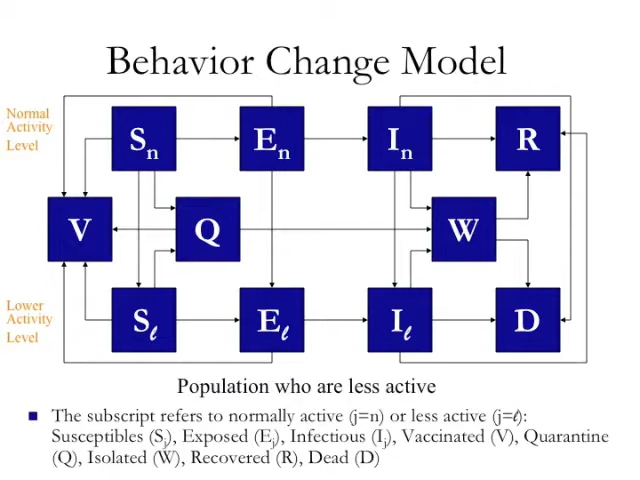 Behavior Change Model
Normal
Activity
Level
Sn
En
In
R
V
Q
W
Lower
Activity
Level
Sℓ
Eℓ
Iℓ
D
Population who are less active
The subscript refers to normally active (j=n) or less active (j=ℓ):
Susceptibles (Sj), Exposed (Ej), Infectious (Ij), Vaccinated (V), Quarantine
(Q), Isolated (W), Recovered (R), Dead (D)